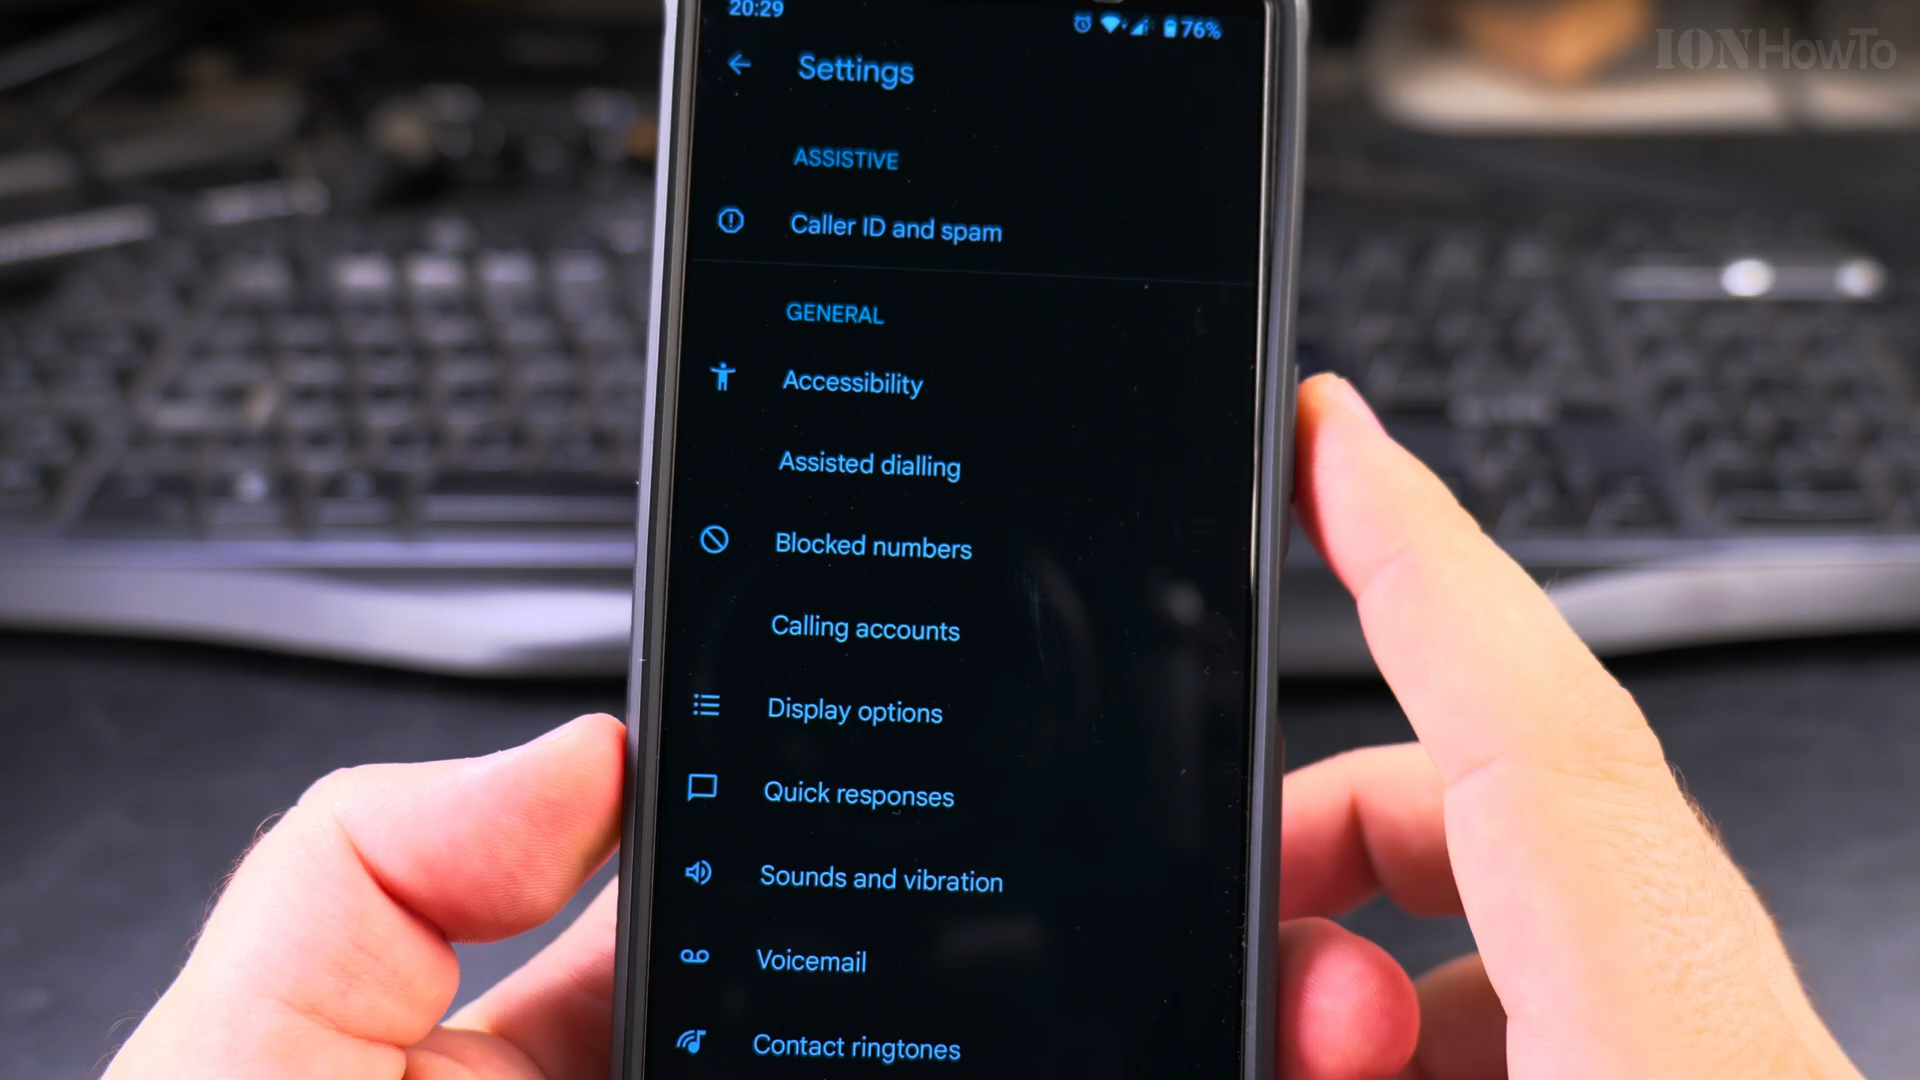 20:29
76%
IONHowTo
Settings
ASSISTIVE
Caller ID and spam
GENERAL
Accessibility
Assisted dialling
Blocked numbers
Calling accounts
Display options
Quick responses
Sounds and vibration
Voicemail
Contact ringtones